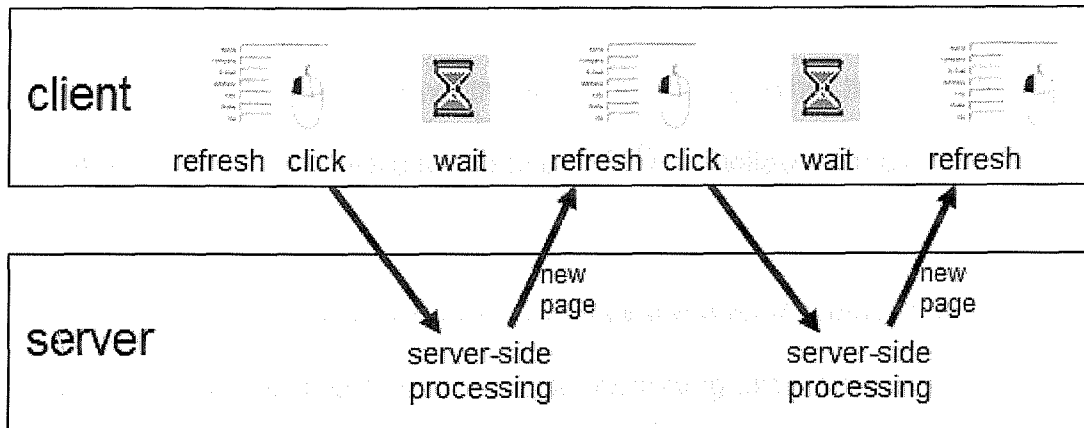 client
refresh click wait refresh click wait refresh
new
page
new
page
server
server-side
processing
server-side
processing